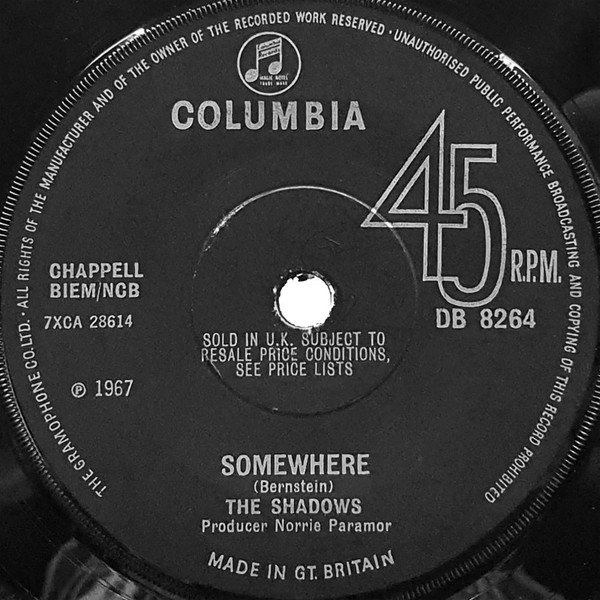 THE GRAMOPHONE CO. LTD. · ALL RIGHTS OF THE MANUFACTURER AND OF THE OWNER OF THE RECORDED WORK RESERVED · UNAUTHORISED PUBLIC PERFORMANCE BROADCASTING AND COPYING OF THIS RECORD PROHIBITED
MAGIC NOTES
TRADE MARK
COLUMBIA
45
R.P.M.
CHAPPELL
BIEM/NCB
DB 8264
7XCA 28614
SOLD IN U.K. SUBJECT TO
RESALE PRICE CONDITIONS,
SEE PRICE LISTS
℗ 1967
SOMEWHERE
(Bernstein)
THE SHADOWS
Producer Norrie Paramor
MADE IN GT. BRITAIN